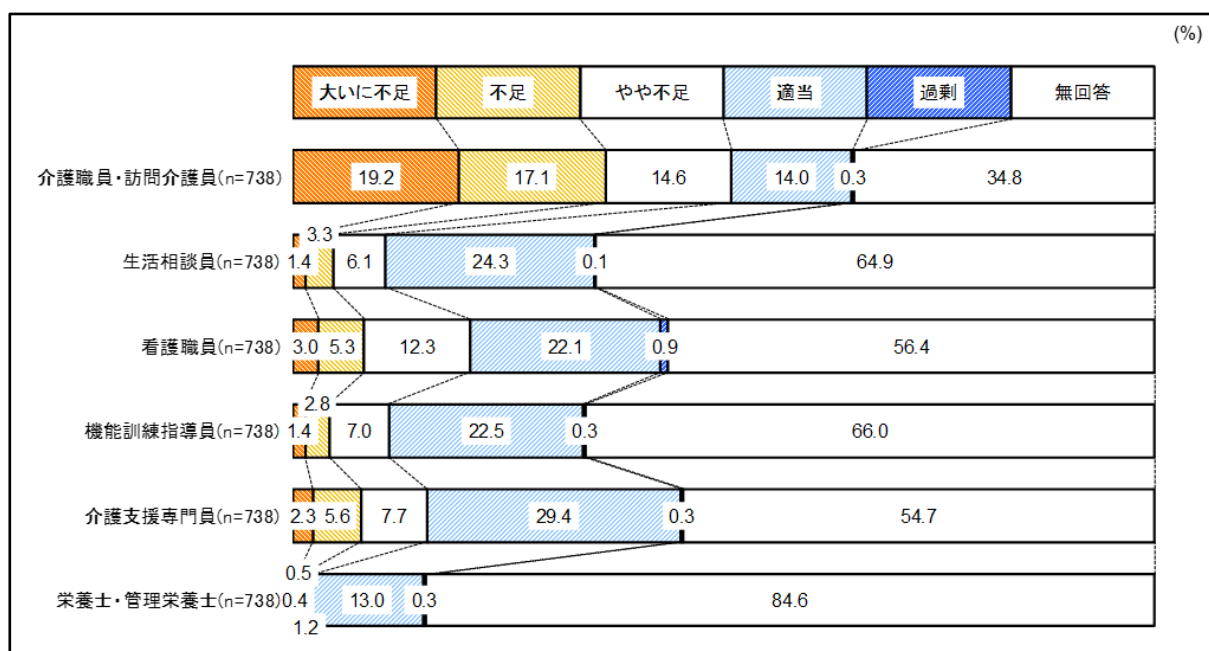 (%)
大いに不足 不足 やや不足 適当 過剰 無回答
介護職員・訪問介護員(n=738) 19.2 17.1 14.6 14.0 0.3 34.8
3.3
生活相談員(n=738) 1.4 6.1 24.3 0.1 64.9
看護職員(n=738) 3.0 5.3 12.3 22.1 0.9 56.4
2.8
機能訓練指導員(n=738) 1.4 7.0 22.5 0.3 66.0
介護支援専門員(n=738) 2.3 5.6 7.7 29.4 0.3 54.7
0.5
栄養士・管理栄養士(n=738) 0.4 13.0 0.3 84.6
1.2